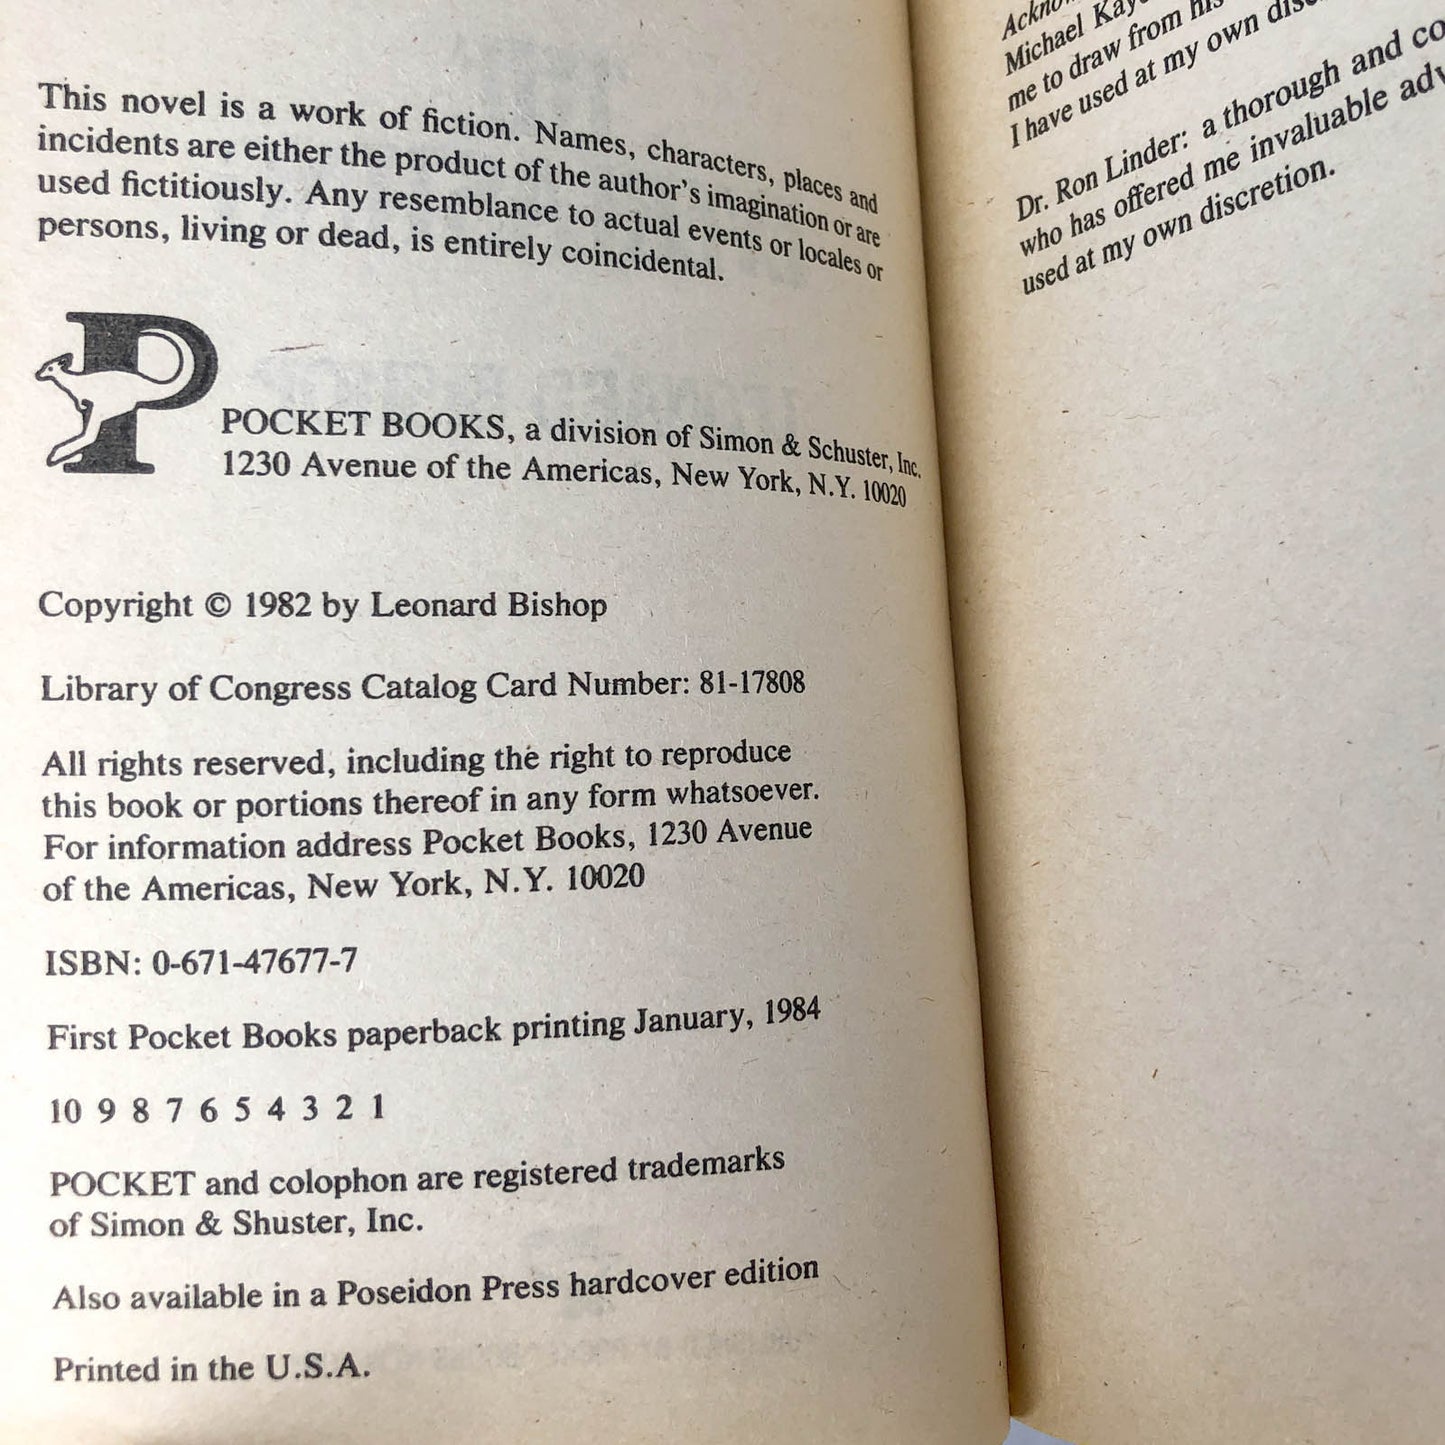 This novel is a work of fiction. Names, characters, places and
incidents are either the product of the author's imagination or are
used fictitiously. Any resemblance to actual events or locales or
persons, living or dead, is entirely coincidental.
P
POCKET BOOKS, a division of Simon & Schuster, Inc.
1230 Avenue of the Americas, New York, N.Y. 10020
Copyright © 1982 by Leonard Bishop
Library of Congress Catalog Card Number: 81-17808
All rights reserved, including the right to reproduce
this book or portions thereof in any form whatsoever.
For information address Pocket Books, 1230 Avenue
of the Americas, New York, N.Y. 10020
ISBN: 0-671-47677-7
First Pocket Books paperback printing January, 1984
10 9 8 7 6 5 4 3 2 1
POCKET and colophon are registered trademarks
of Simon & Shuster, Inc.
Also available in a Poseidon Press hardcover edition
Printed in the U.S.A.
Michael
me to draw from his
I have used at my own
Dr. Ron Linder: a thorough and
who has offered me invaluable
used at my own discretion.